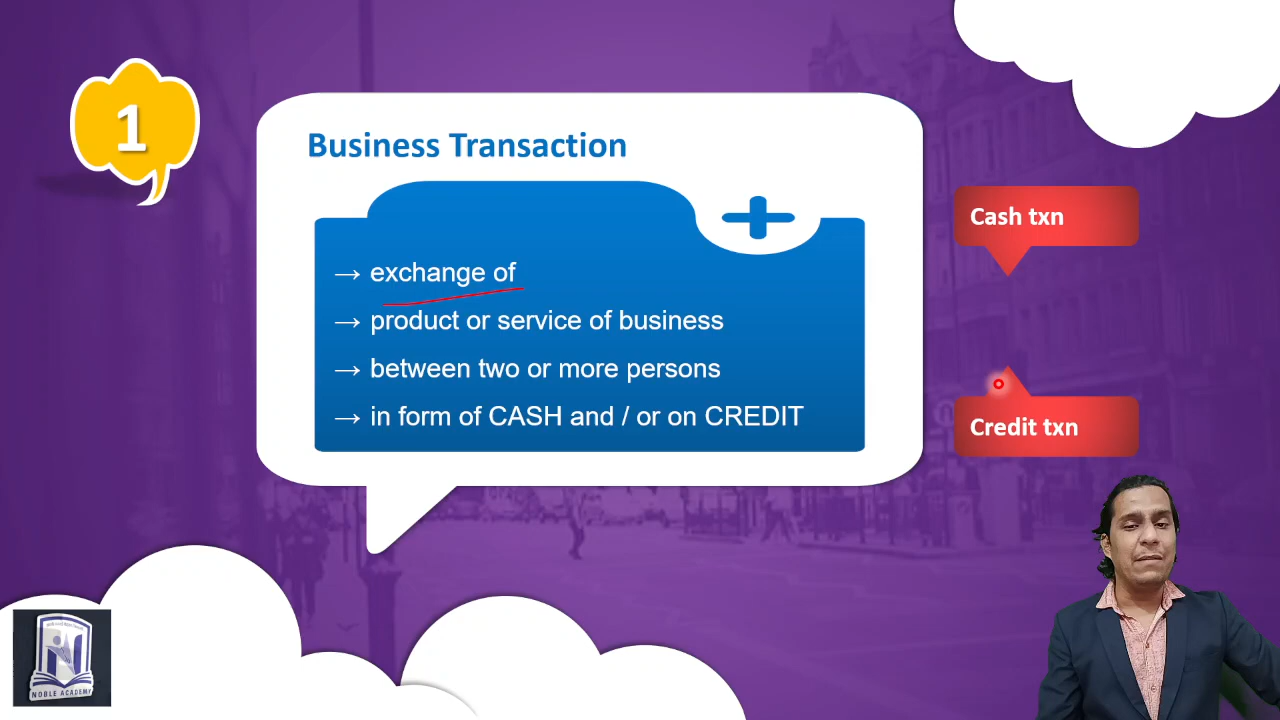 1
Business Transaction
→ exchange of
→ product or service of business
→ between two or more persons
→ in form of CASH and / or on CREDIT
Cash txn
Credit txn
NOBLE ACADEMY